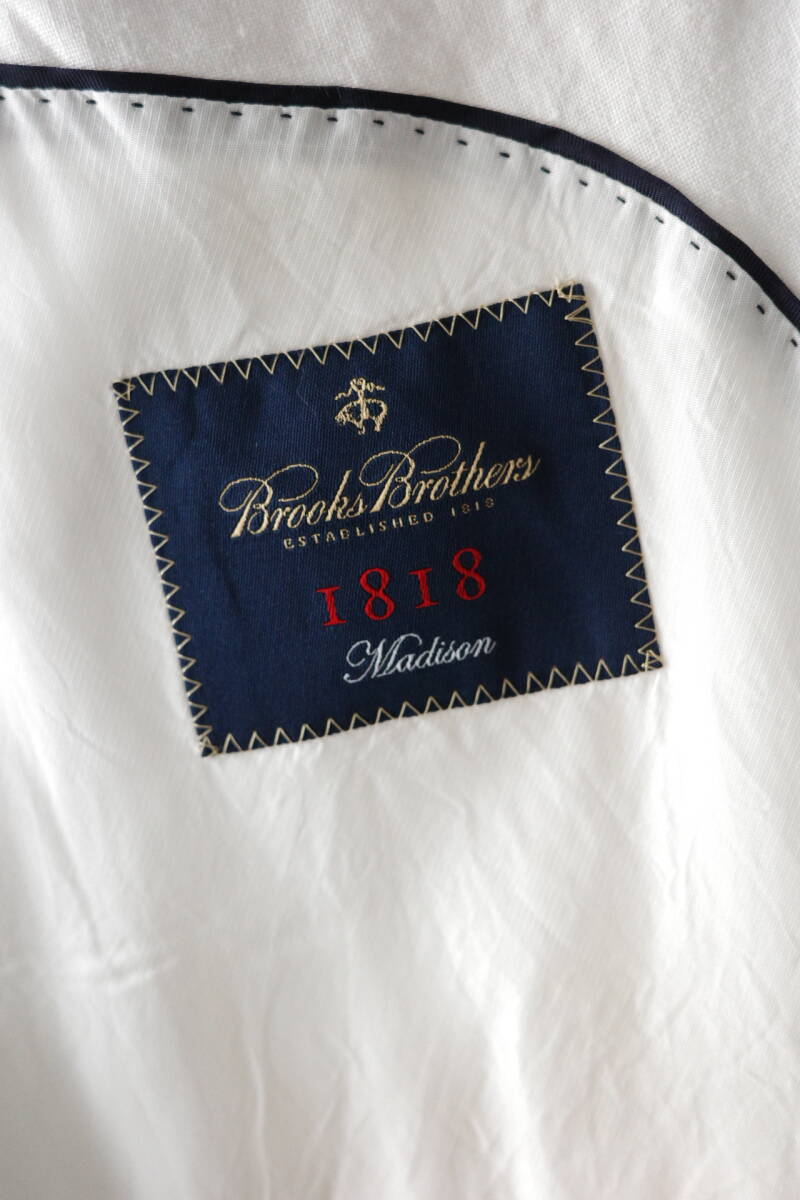 Brooks Brothers
ESTABLISHED 1818
1818
Madison